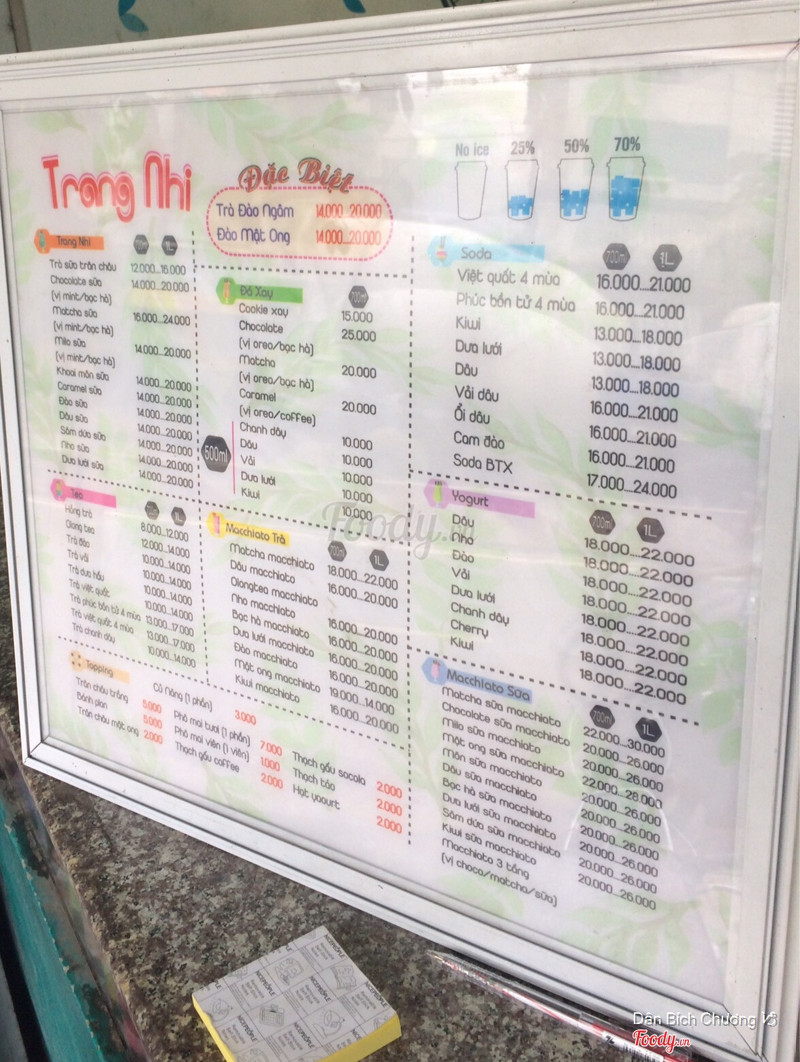 Trang Nhi
Đặc Biệt
Trà Đào Ngâm 14.000...20.000
Đào Mật Ong 14.000...20.000
No ice 25% 50% 70%
Trang Nhi
Trà sữa trân châu 12.000...16.000
Chocolate sữa 14.000...20.000
(vị mint/bạc hà)
Matcha sữa 16.000...24.000
(vị mint/bạc hà)
Milo sữa 14.000...20.000
(vị mint/bạc hà)
Khoai môn sữa 14.000...20.000
Caramel sữa 14.000...20.000
Đào sữa 14.000...20.000
Dâu sữa 14.000...20.000
Sâm dứa sữa 14.000...20.000
Nho sữa 14.000...20.000
Dưa lưới sữa 14.000...20.000
Đá Xay 700ml
Cookie xay 15.000
Chocolate 25.000
(vị oreo/bạc hà)
Matcha 20.000
(vị oreo/bạc hà)
Caramel 20.000
(vị oreo/coffee)
500ml
Chanh dây 10.000
Dâu 10.000
Vải 10.000
Dưa lưới 10.000
Kiwi 10.000
Soda 700ml 1L
Việt quất 4 mùa 16.000...21.000
Phúc bồn tử 4 mùa 16.000...21.000
Kiwi 13.000...18.000
Dưa lưới 13.000...18.000
Dâu 13.000...18.000
Vải dâu 16.000...21.000
Ổi dâu 16.000...21.000
Cam đào 16.000...21.000
Soda BTX 17.000...24.000
Tea
Hồng trà 8.000...12.000
Olong tea 12.000...14.000
Trà đào 10.000...14.000
Trà vải 10.000...14.000
Trà dưa hấu 10.000...14.000
Trà việt quất 10.000...14.000
Trà phúc bồn tử 4 mùa 13.000...17.000
Trà việt quất 4 mùa 13.000...17.000
Trà chanh dây 10.000...14.000
Macchiato Trà 700ml 1L
Matcha macchiato 18.000...22.000
Dâu macchiato 16.000...20.000
Olongtea macchiato
Nho macchiato 16.000...20.000
Bạc hà macchiato 16.000...20.000
Dưa lưới macchiato 16.000...20.000
Đào macchiato 16.000...20.000
Mật ong macchiato 19.000...14.000
Kiwi macchiato 16.000...20.000
Yogurt 700ml 1L
Dâu 18.000....22.000
Nho 18.000....22.000
Đào 18.000....22.000
Vải 18.000....22.000
Dưa lưới 18.000....22.000
Chanh dây 18.000....22.000
Cherry 18.000....22.000
Kiwi 18.000....22.000
Topping
Trân châu trắng 5.000
Bánh plan 5.000
Trân châu mật ong 2.000
Củ năng (1 phần) 3.000
Phô mai tươi (1 phần) 7.000
Phô mai viên (1 viên) 1.000
Thạch gấu coffee 2.000
Thạch gấu socola 2.000
Thạch táo 2.000
Hạt yogurt 2.000
Macchiato Sữa 700ml 1L
Matcha sữa macchiato 22.000...30.000
Chocolate sữa macchiato 20.000...26.000
Milo sữa macchiato 20.000...26.000
Mật ong sữa macchiato 22.000...28.000
Môn sữa macchiato 20.000...26.000
Dâu sữa macchiato 20.000...26.000
Bạc hà sữa macchiato 20.000...26.000
Dưa lưới sữa macchiato 20.000...26.000
Sâm dứa sữa macchiato 20.000...26.000
Kiwi sữa macchiato 20.000...26.000
Macchiato 3 tầng
(vị choco/matcha/sữa)
Foody.vn
Dân Bích Chương
Foody.vn